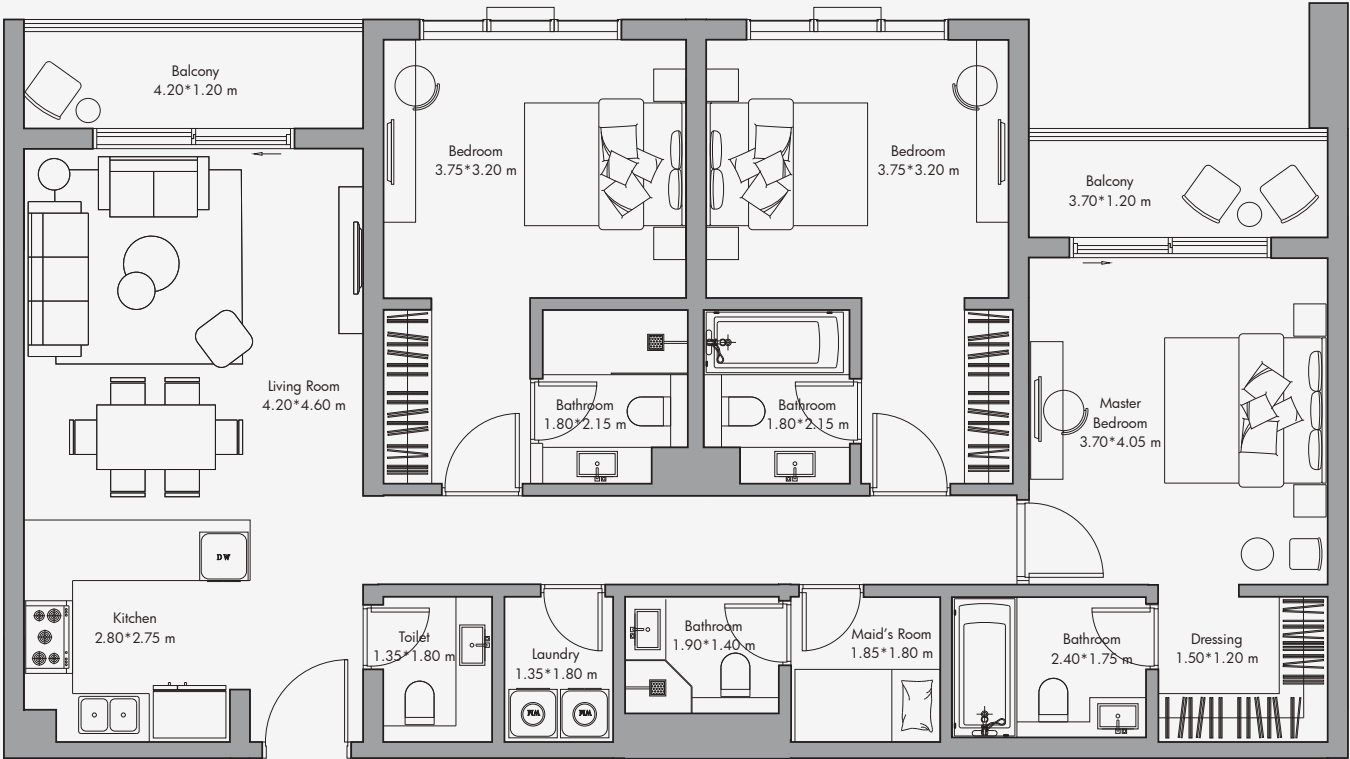 Balcony
4.20*1.20 m
Bedroom
3.75*3.20 m
Bedroom
3.75*3.20 m
Balcony
3.70*1.20 m
Living Room
4.20*4.60 m
Bathroom
1.80*2.15 m
Bathroom
1.80*2.15 m
Master
Bedroom
3.70*4.05 m
DW
Kitchen
2.80*2.75 m
Toilet
1.35*1.80 m
Laundry
1.35*1.80 m
WM
WM
Bathroom
1.90*1.40 m
Maid's Room
1.85*1.80 m
Bathroom
2.40*1.75 m
Dressing
1.50*1.20 m